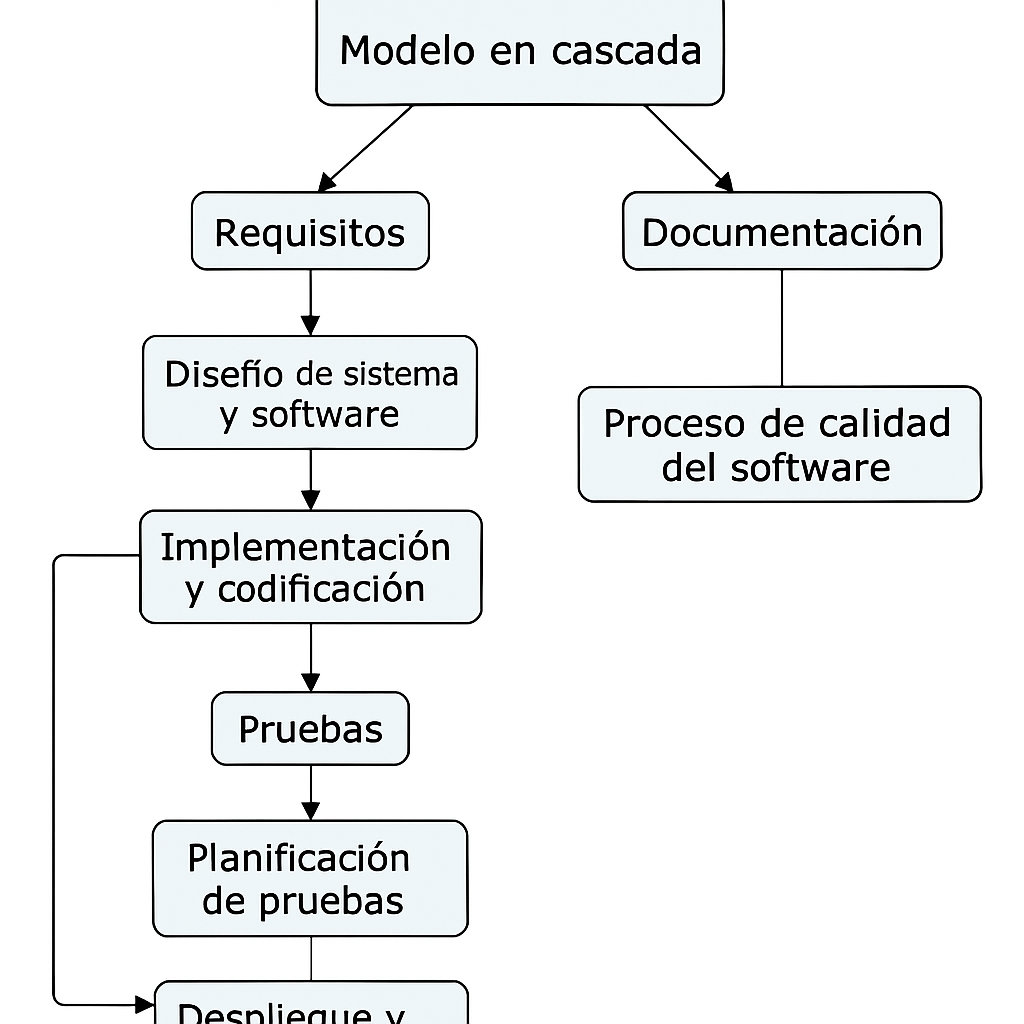 Modelo en cascada
Requisitos
Documentación
Diseño de sistema
y software
Proceso de calidad
del software
Implementación
y codificación
Pruebas
Planificación
de pruebas
Despliegue y